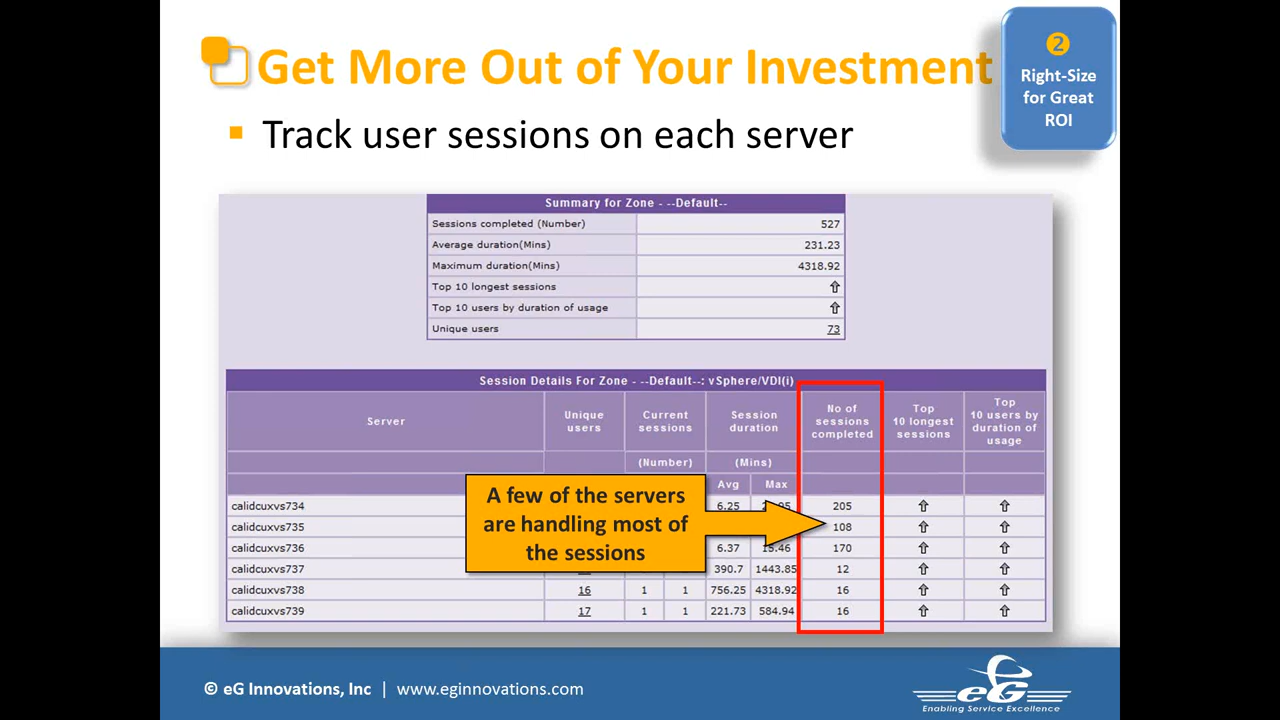 Get More Out of Your Investment
2
Right-Size
for Great
ROI
Track user sessions on each server
Summary for Zone - --Default--
Sessions completed (Number) 527
Average duration(Mins) 231.23
Maximum duration(Mins) 4318.92
Top 10 longest sessions
Top 10 users by duration of usage
Unique users 73
Session Details For Zone - --Default--: vSphere/VDI(i)
Server
Unique
users
Current
sessions
Session
duration
No of
sessions
completed
Top
10 longest
sessions
Top
10 users by
duration of
usage
(Number) (Mins)
Avg Max
calidcuxvs734 6.25 205
calidcuxvs735 108
calidcuxvs736 6.37 170
calidcuxvs737 390.7 1443.85 12
calidcuxvs738 16 1 1 756.25 4318.92 16
calidcuxvs739 17 1 1 221.73 584.94 16
A few of the servers
are handling most of
the sessions
© eG Innovations, Inc | www.eginnovations.com
eG
Enabling Service Excellence